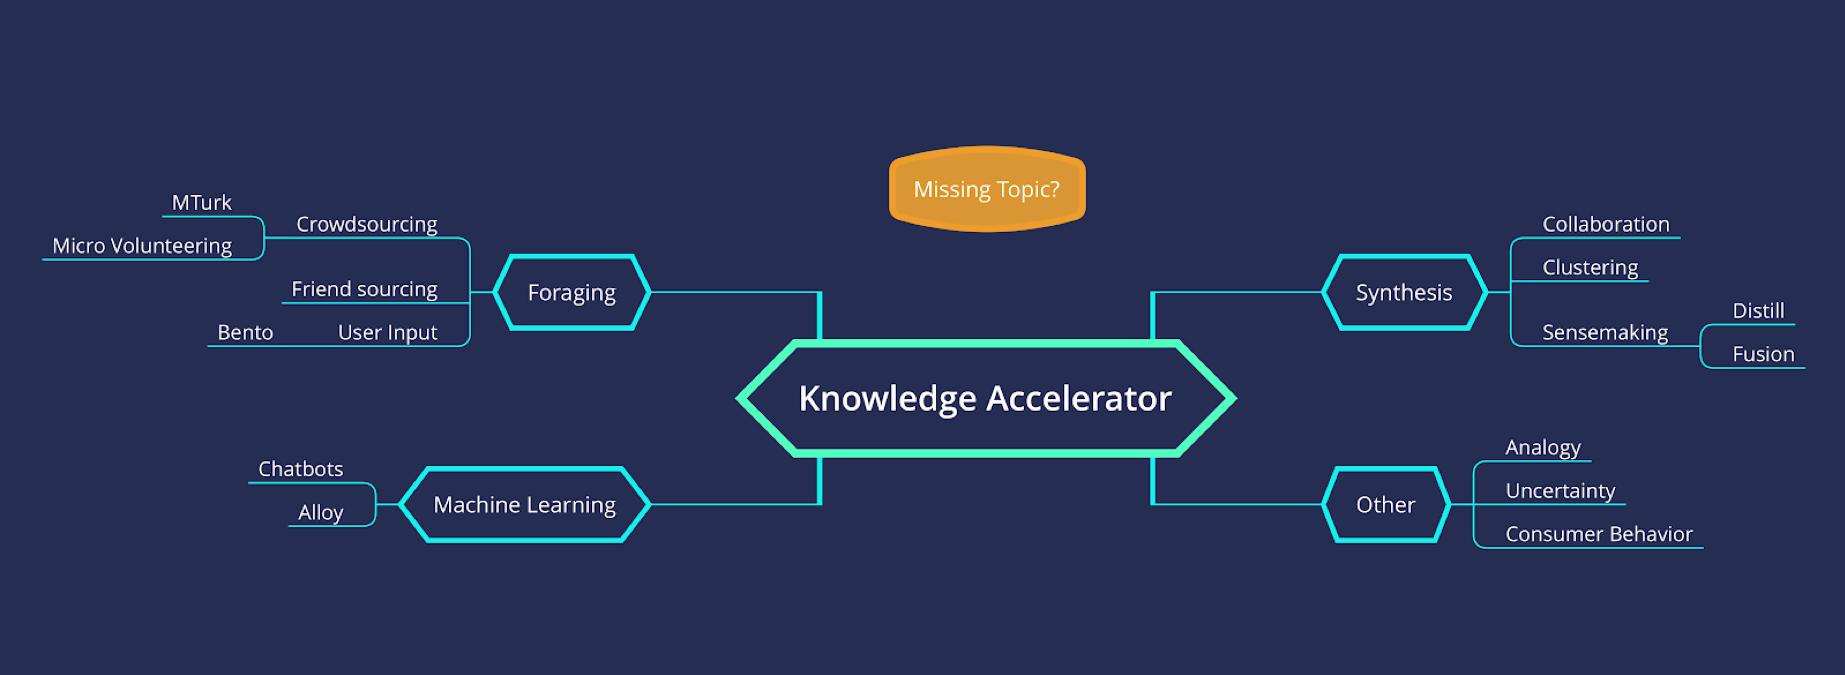 Missing Topic?
MTurk
Crowdsourcing
Micro Volunteering
Friend sourcing
Foraging
Bento
User Input
Collaboration
Clustering
Synthesis
Distill
Sensemaking
Fusion
Knowledge Accelerator
Chatbots
Machine Learning
Alloy
Analogy
Uncertainty
Other
Consumer Behavior